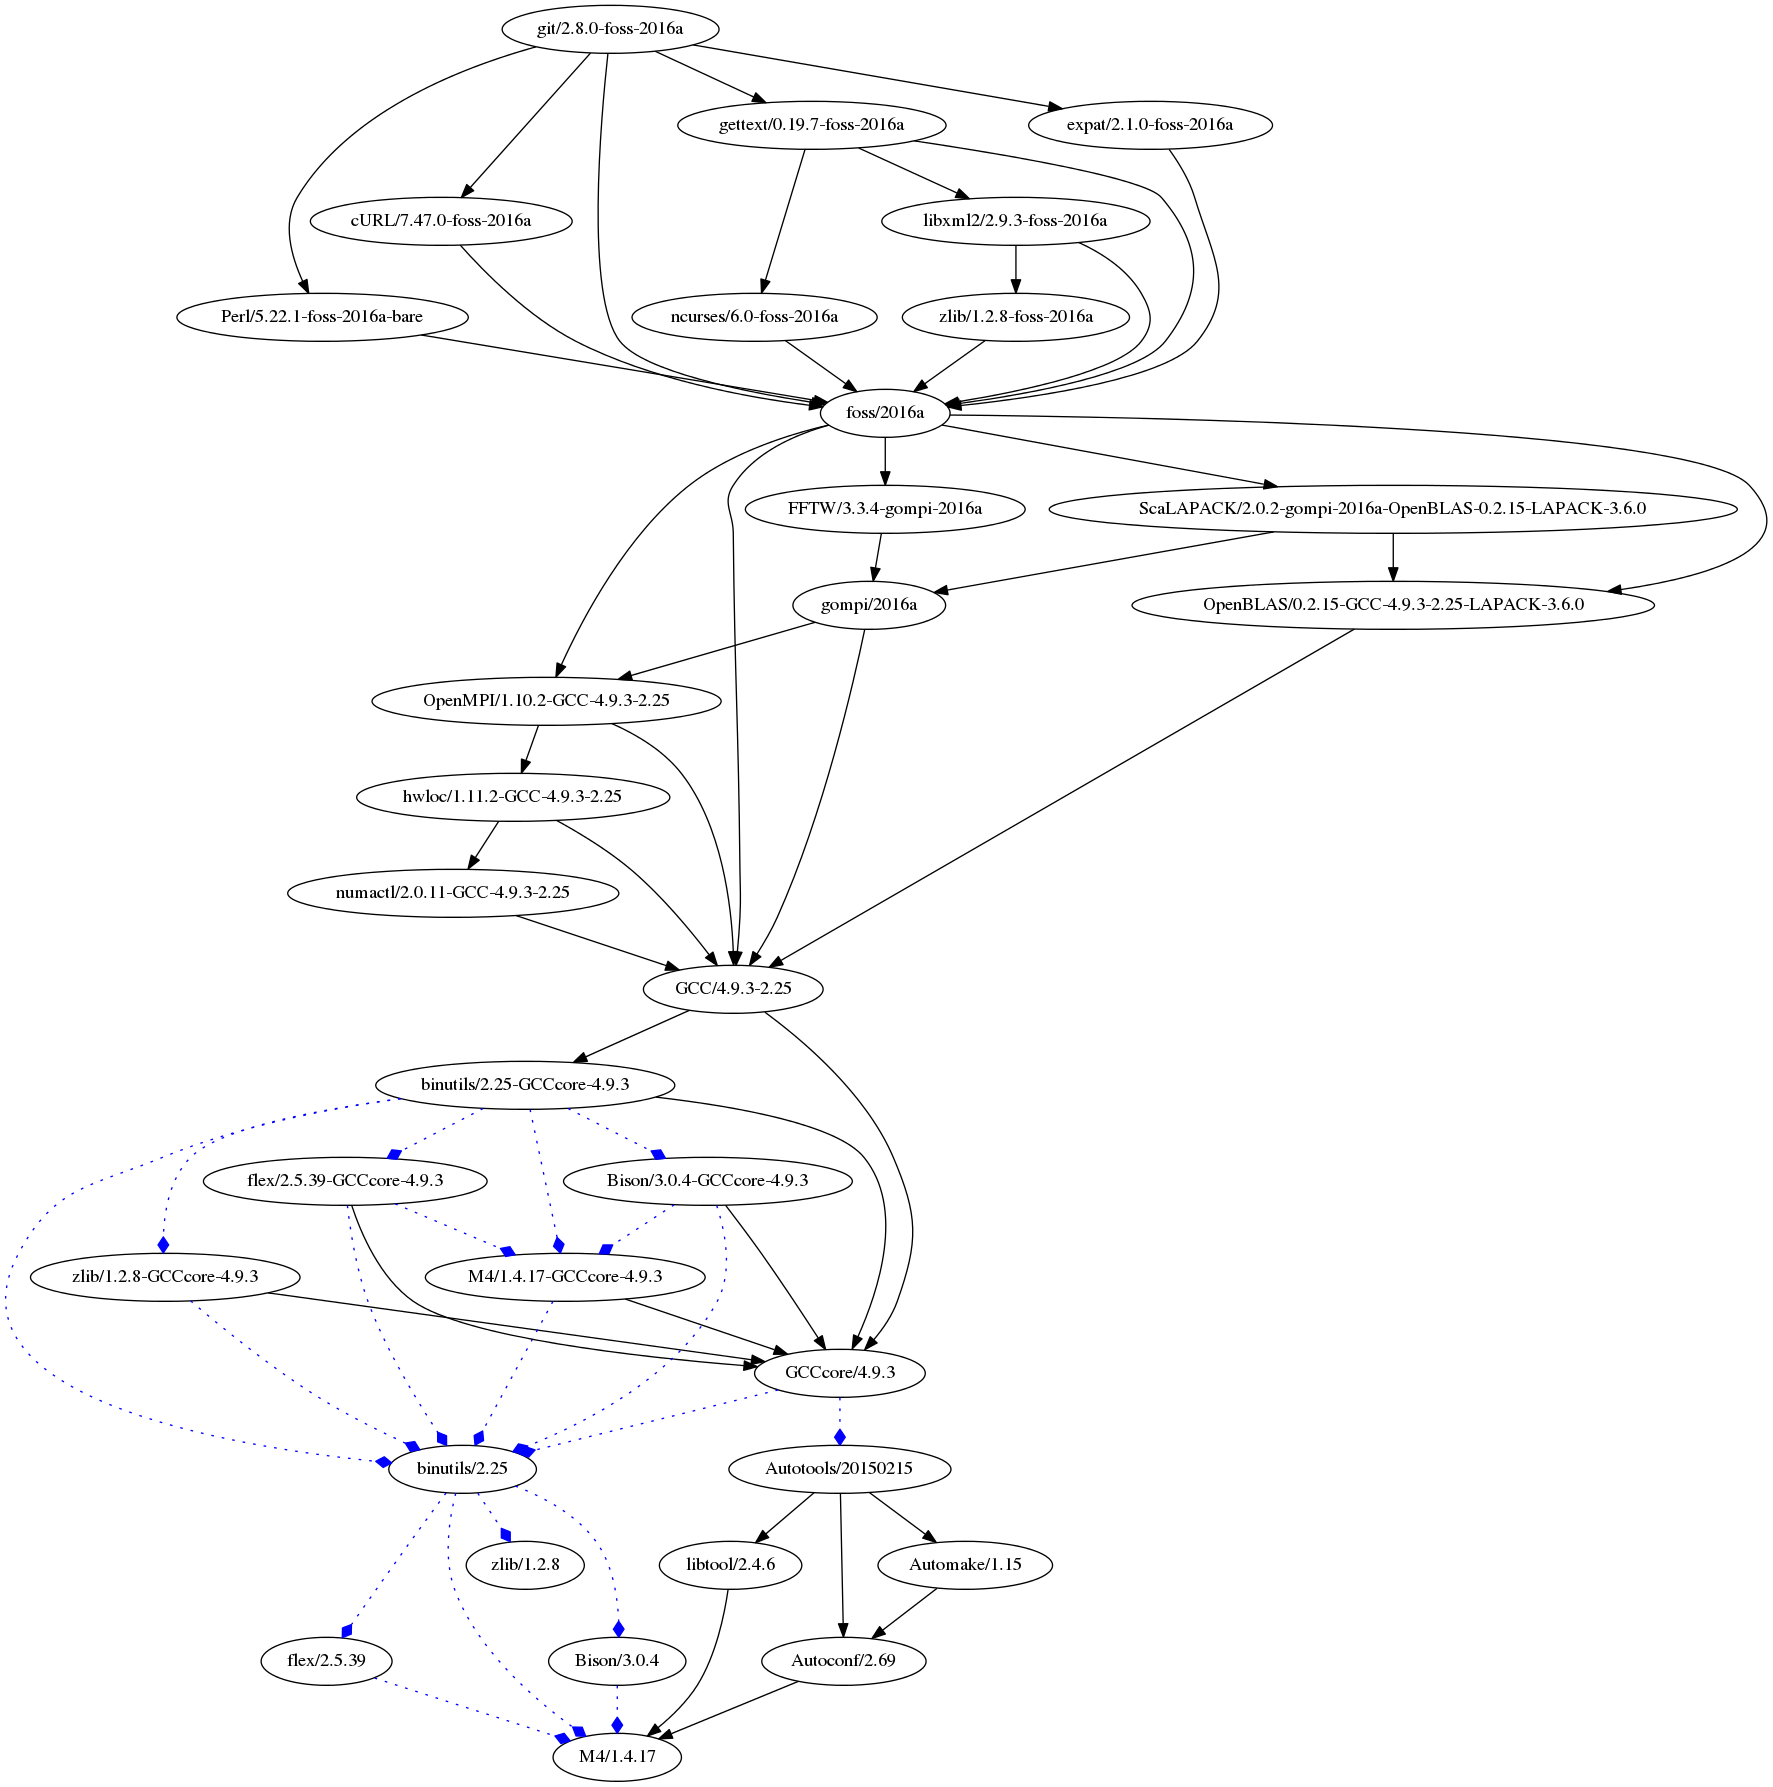 git/2.8.0-foss-2016a
gettext/0.19.7-foss-2016a
expat/2.1.0-foss-2016a
cURL/7.47.0-foss-2016a
libxml2/2.9.3-foss-2016a
Perl/5.22.1-foss-2016a-bare
ncurses/6.0-foss-2016a
zlib/1.2.8-foss-2016a
foss/2016a
FFTW/3.3.4-gompi-2016a
ScaLAPACK/2.0.2-gompi-2016a-OpenBLAS-0.2.15-LAPACK-3.6.0
gompi/2016a
OpenBLAS/0.2.15-GCC-4.9.3-2.25-LAPACK-3.6.0
OpenMPI/1.10.2-GCC-4.9.3-2.25
hwloc/1.11.2-GCC-4.9.3-2.25
numactl/2.0.11-GCC-4.9.3-2.25
GCC/4.9.3-2.25
binutils/2.25-GCCcore-4.9.3
flex/2.5.39-GCCcore-4.9.3
Bison/3.0.4-GCCcore-4.9.3
zlib/1.2.8-GCCcore-4.9.3
M4/1.4.17-GCCcore-4.9.3
GCCcore/4.9.3
binutils/2.25
Autotools/20150215
zlib/1.2.8
libtool/2.4.6
Automake/1.15
flex/2.5.39
Bison/3.0.4
Autoconf/2.69
M4/1.4.17